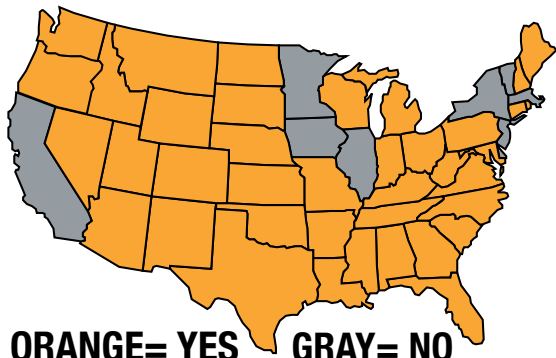 ORANGE= YES GRAY= NO